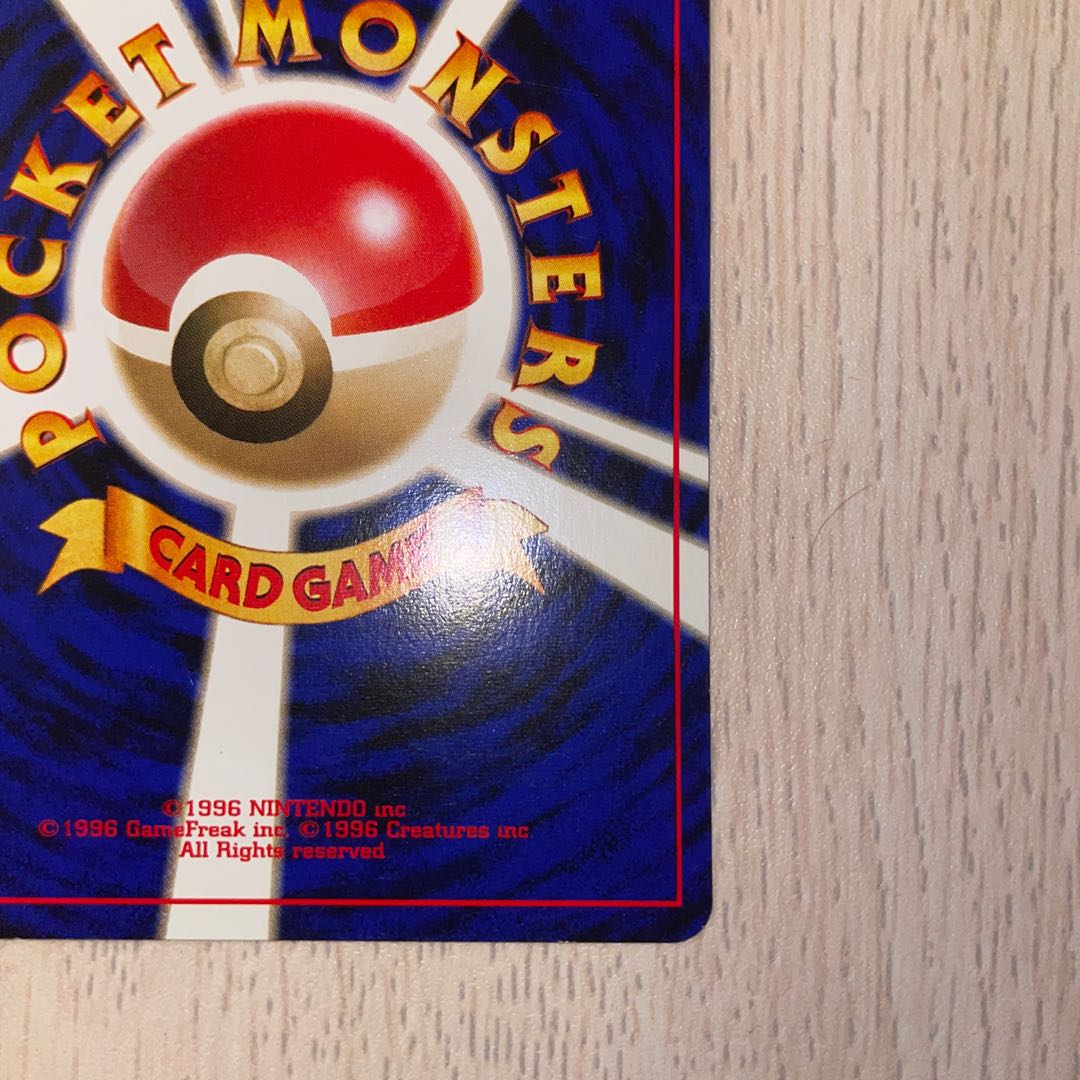 POCKET MONSTERS
CARD GAME
©1996 NINTENDO inc
©1996 GameFreak inc. ©1996 Creatures inc
All Rights reserved